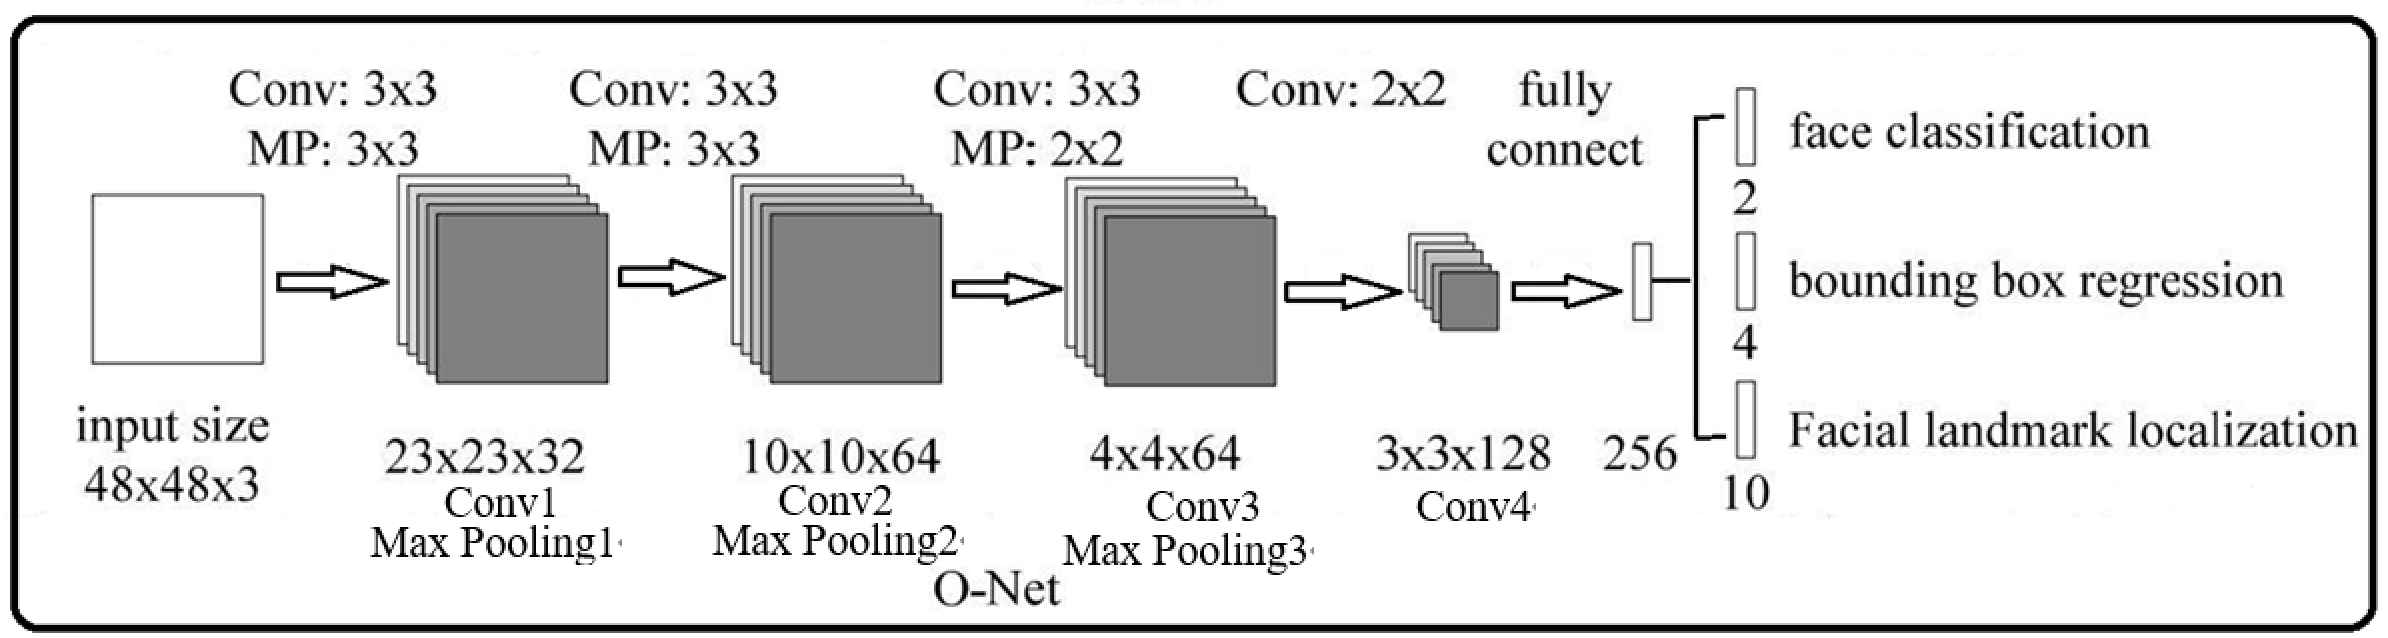 Conv: 3x3
MP: 3x3
Conv: 3x3
MP: 3x3
Conv: 3x3
MP: 2x2
Conv: 2x2
fully
connect
input size
48x48x3
23x23x32
Conv1
Max Pooling1
10x10x64
Conv2
Max Pooling2
4x4x64
Conv3
Max Pooling3
3x3x128
Conv4
256
face classification
2
bounding box regression
4
Facial landmark localization
10
O-Net